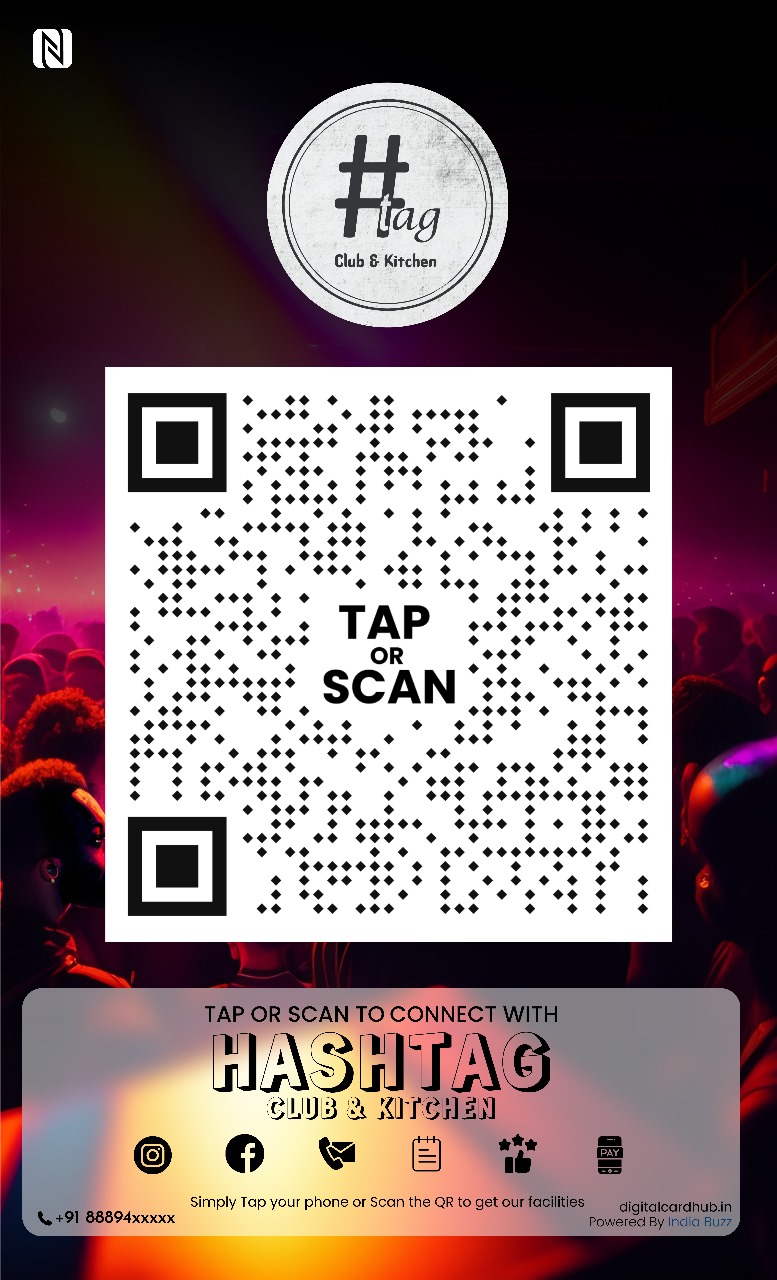 #tag
Club & Kitchen
TAP
OR
SCAN
TAP OR SCAN TO CONNECT WITH
HASHTAG
CLUB & KITCHEN
PAY
Simply Tap your phone or Scan the QR to get our facilities
+91 88894xxxxx
digitalcardhub.in
Powered By India Buzz